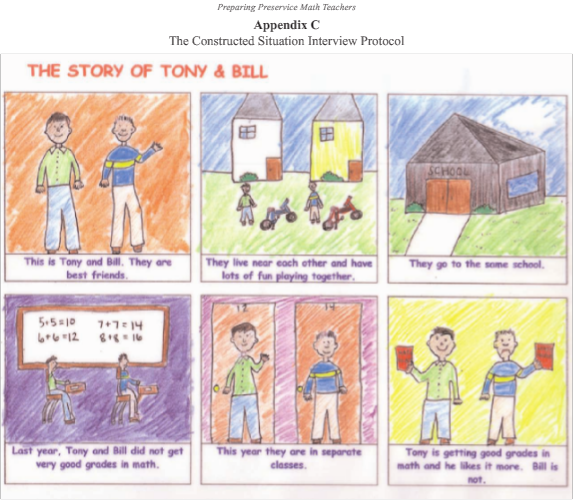 Preparing Preservice Math Teachers
Appendix C
The Constructed Situation Interview Protocol
THE STORY OF TONY & BILL
This is Tony and Bill. They are
best friends.
They live near each other and have
lots of fun playing together.
SCHOOL
They go to the same school.
5+5=10 7+7=14
6+6=12 8+8=16
Last year, Tony and Bill did not get
very good grades in math.
14
This year they are in separate
classes.
Tony is getting good grades in
math and he likes it more. Bill is
not.